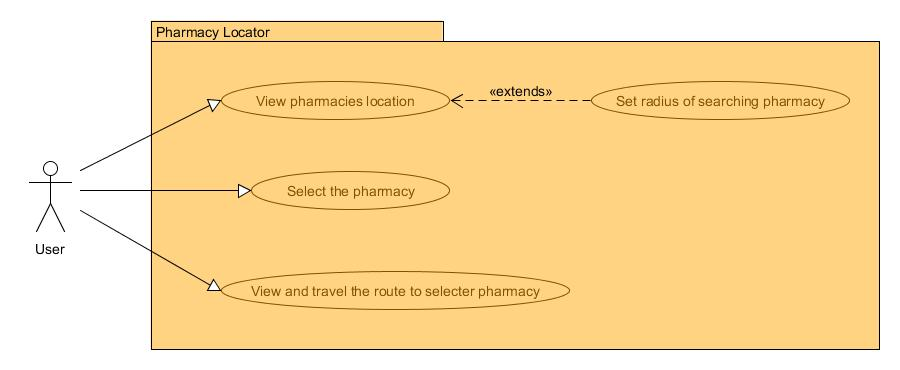 Pharmacy Locator
View pharmacies location
«extends»
Set radius of searching pharmacy
Select the pharmacy
User
View and travel the route to selecter pharmacy